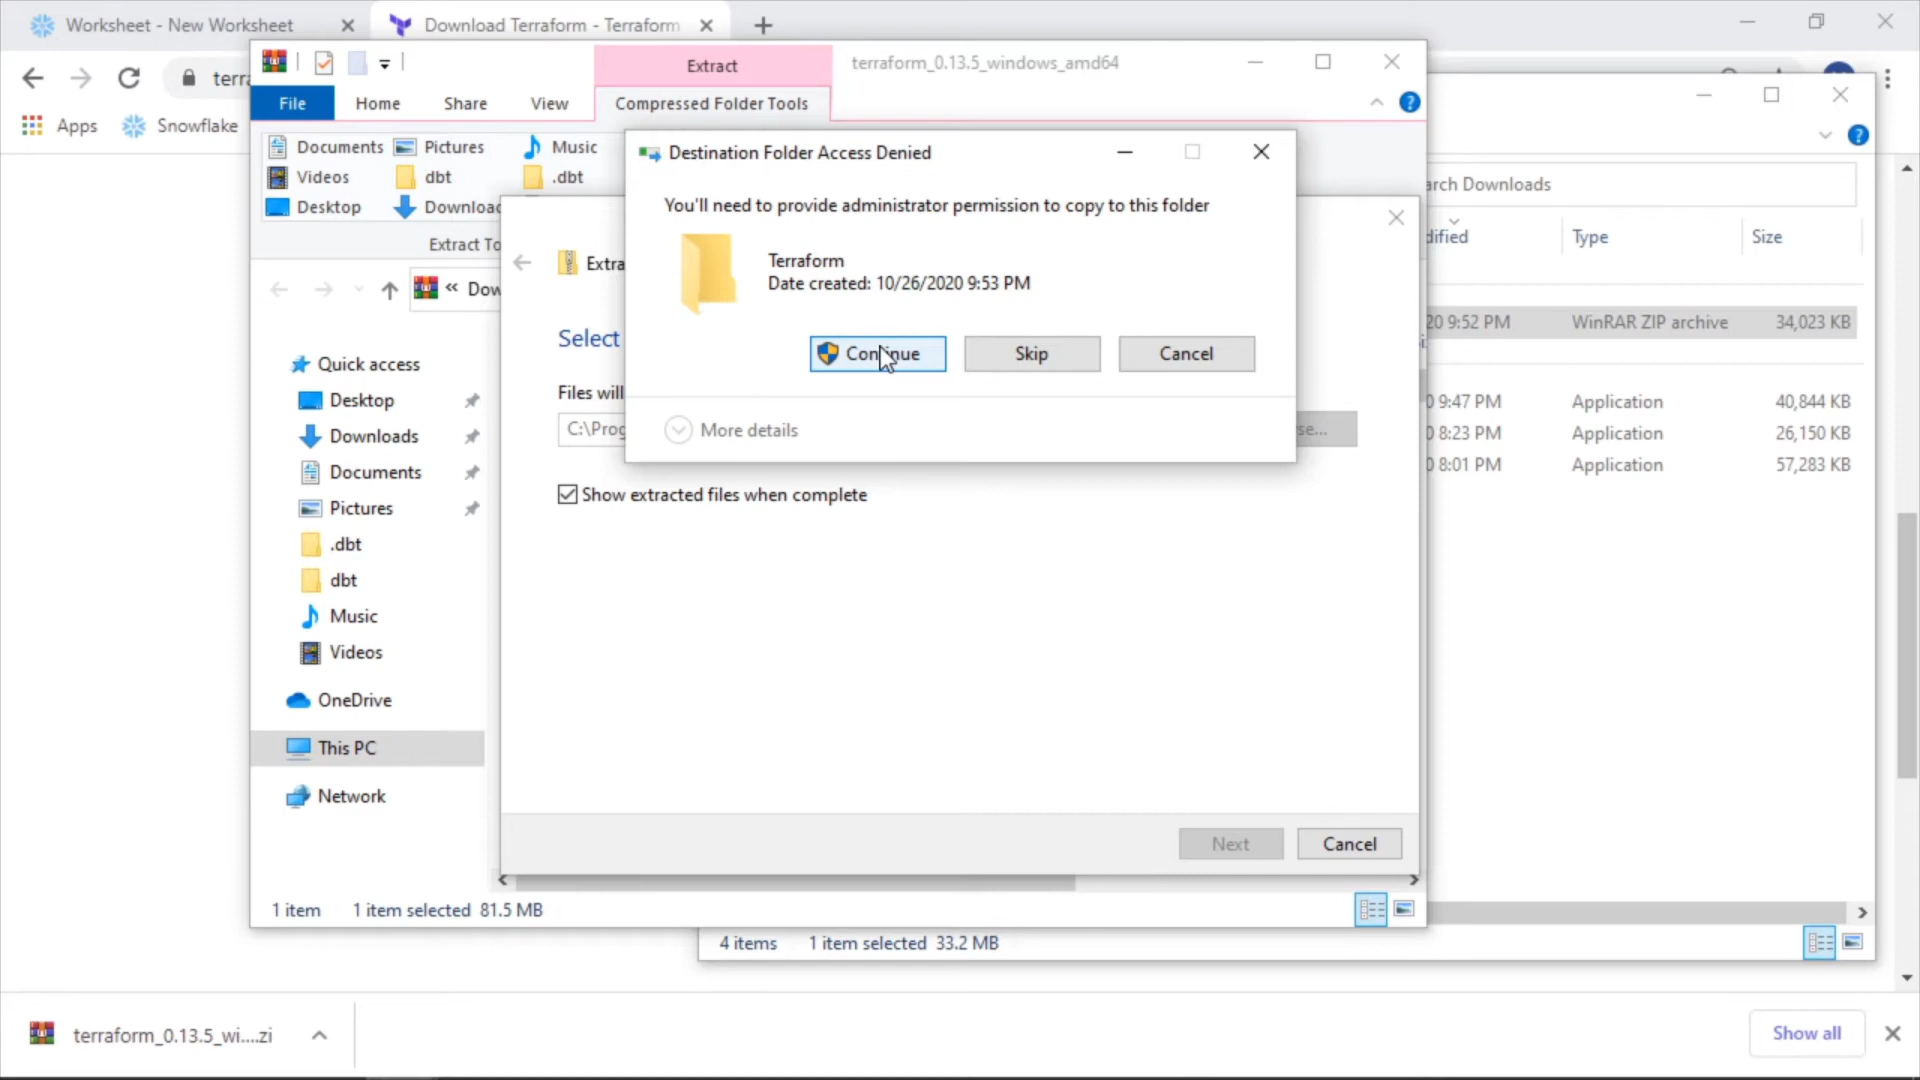 Worksheet - New Worksheet
Download Terraform - Terraform
terra
Apps
Snowflake
Extract
terraform_0.13.5_windows_amd64
File
Home
Share
View
Compressed Folder Tools
Documents
Pictures
Music
Videos
dbt
.dbt
Desktop
Downloac
Extract To
« Dow
Destination Folder Access Denied
You'll need to provide administrator permission to copy to this folder
Terraform
Date created: 10/26/2020 9:53 PM
Continue
Skip
Cancel
More details
Extra
Select
Files will
C:\Prog
se...
Show extracted files when complete
Next
Cancel
Quick access
Desktop
Downloads
Documents
Pictures
.dbt
dbt
Music
Videos
OneDrive
This PC
Network
1 item
1 item selected 81.5 MB
arch Downloads
dified
Type
Size
20 9:52 PM
WinRAR ZIP archive
34,023 KB
0 9:47 PM
Application
40,844 KB
0 8:23 PM
Application
26,150 KB
0 8:01 PM
Application
57,283 KB
4 items
1 item selected 33.2 MB
terraform_0.13.5_wi....zi
Show all